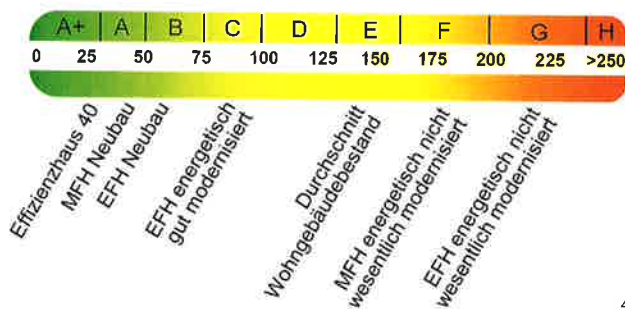 A+ A B C D E F G H
0 25 50 75 100 125 150 175 200 225 >250
Effizienzhaus 40
MFH Neubau
EFH Neubau
EFH energetisch
gut modernisiert
Durchschnitt
Wohngebäudebestand
MFH energetisch nicht
wesentlich modernisiert
EFH energetisch nicht
wesentlich modernisiert
4